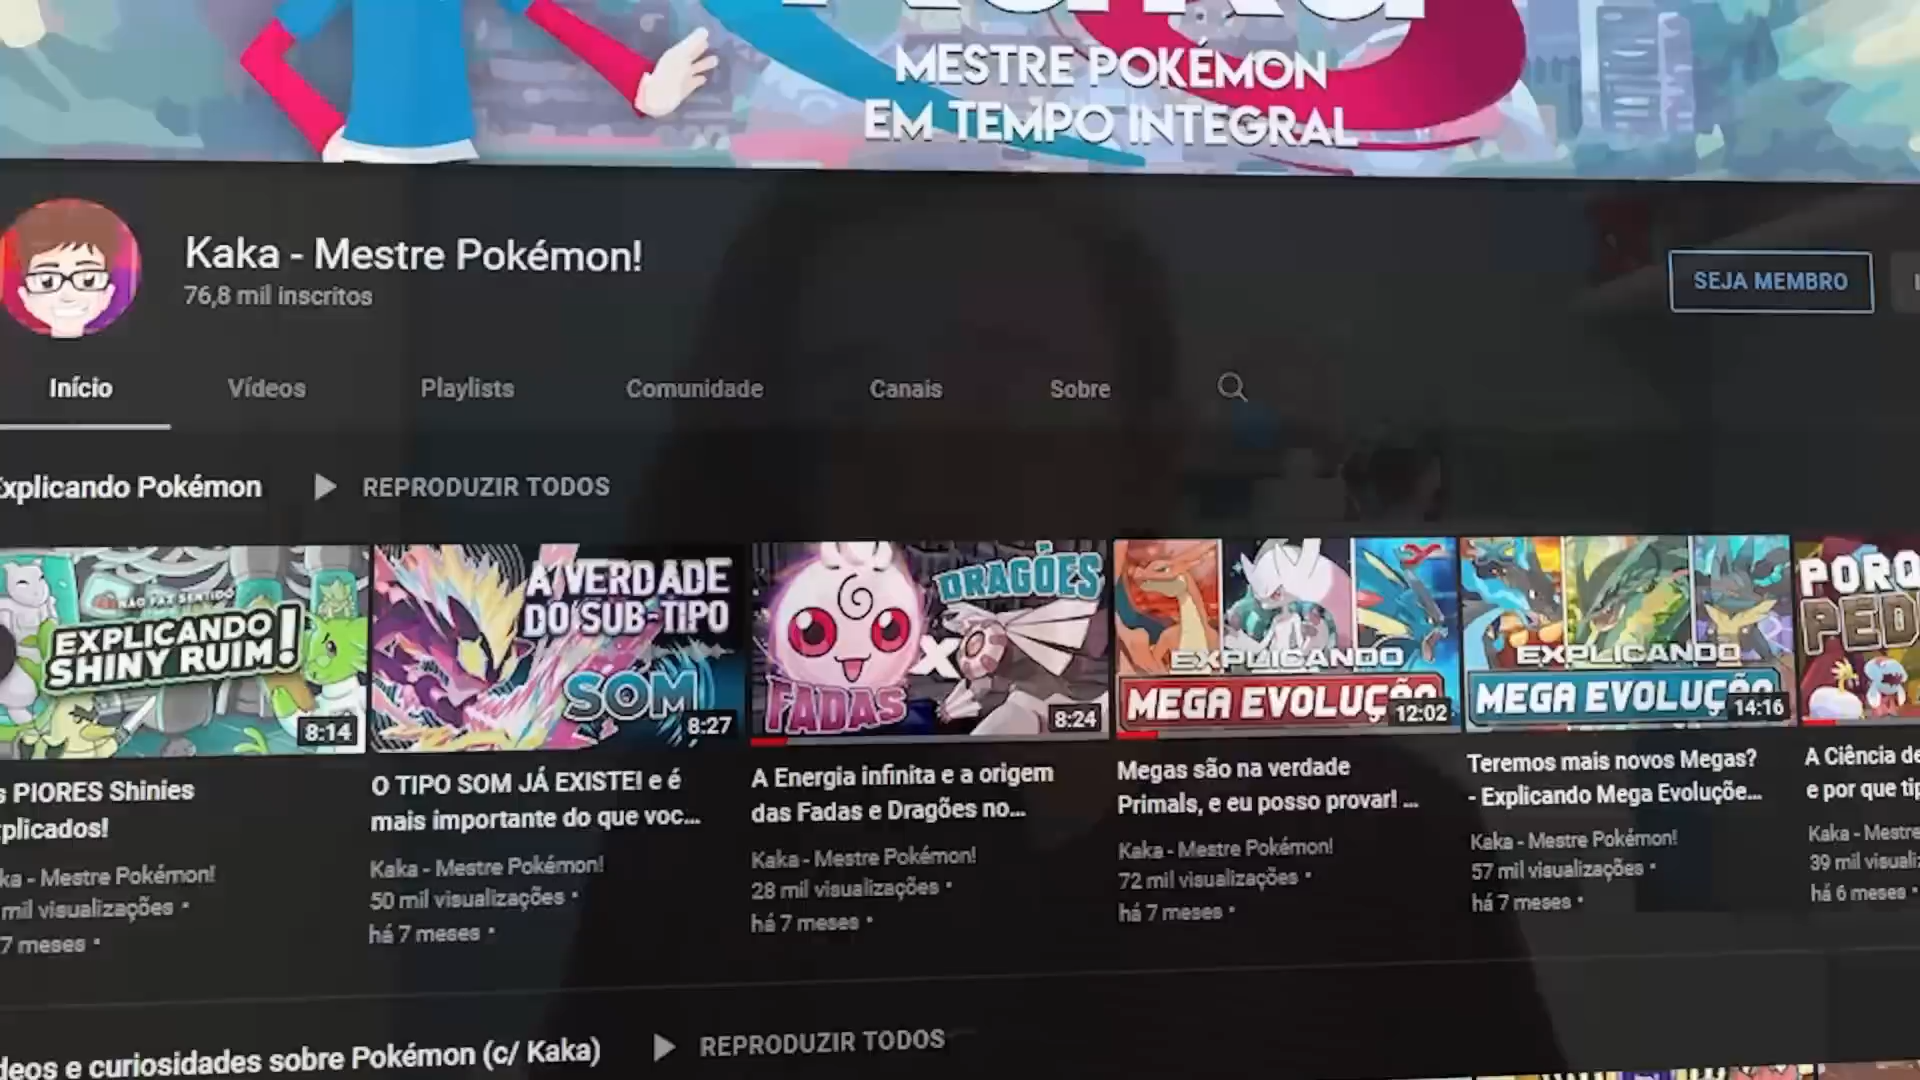 MESTRE POKÉMON
EM TEMPO INTEGRAL
Kaka - Mestre Pokémon!
76,8 mil inscritos
SEJA MEMBRO
Início
Vídeos
Playlists
Comunidade
Canais
Sobre
Explicando Pokémon
REPRODUZIR TODOS
NÃO FAZ SENTIDO
EXPLICANDO
SHINY RUIM!
8:14
A VERDADE
DO SUB-TIPO
SOM
8:27
DRAGÕES
X
FADAS
8:24
EXPLICANDO
MEGA EVOLUÇÃO
12:02
EXPLICANDO
MEGA EVOLUÇÃO
14:16
PORQ
PED
s PIORES Shinies
xplicados!
O TIPO SOM JÁ EXISTE! e é
mais importante do que voc...
A Energia infinita e a origem
das Fadas e Dragões no...
Megas são na verdade
Primals, e eu posso provar! ...
Teremos mais novos Megas?
- Explicando Mega Evoluçõe...
A Ciência de
e por que tip
ka - Mestre Pokémon!
mil visualizações •
7 meses •
Kaka - Mestre Pokémon!
50 mil visualizações •
há 7 meses •
Kaka - Mestre Pokémon!
28 mil visualizações •
há 7 meses •
Kaka - Mestre Pokémon!
72 mil visualizações •
há 7 meses •
Kaka - Mestre Pokémon!
57 mil visualizações •
há 7 meses •
Kaka - Mestre
39 mil visuali
há 6 meses •
deos e curiosidades sobre Pokémon (c/ Kaka)
REPRODUZIR TODOS